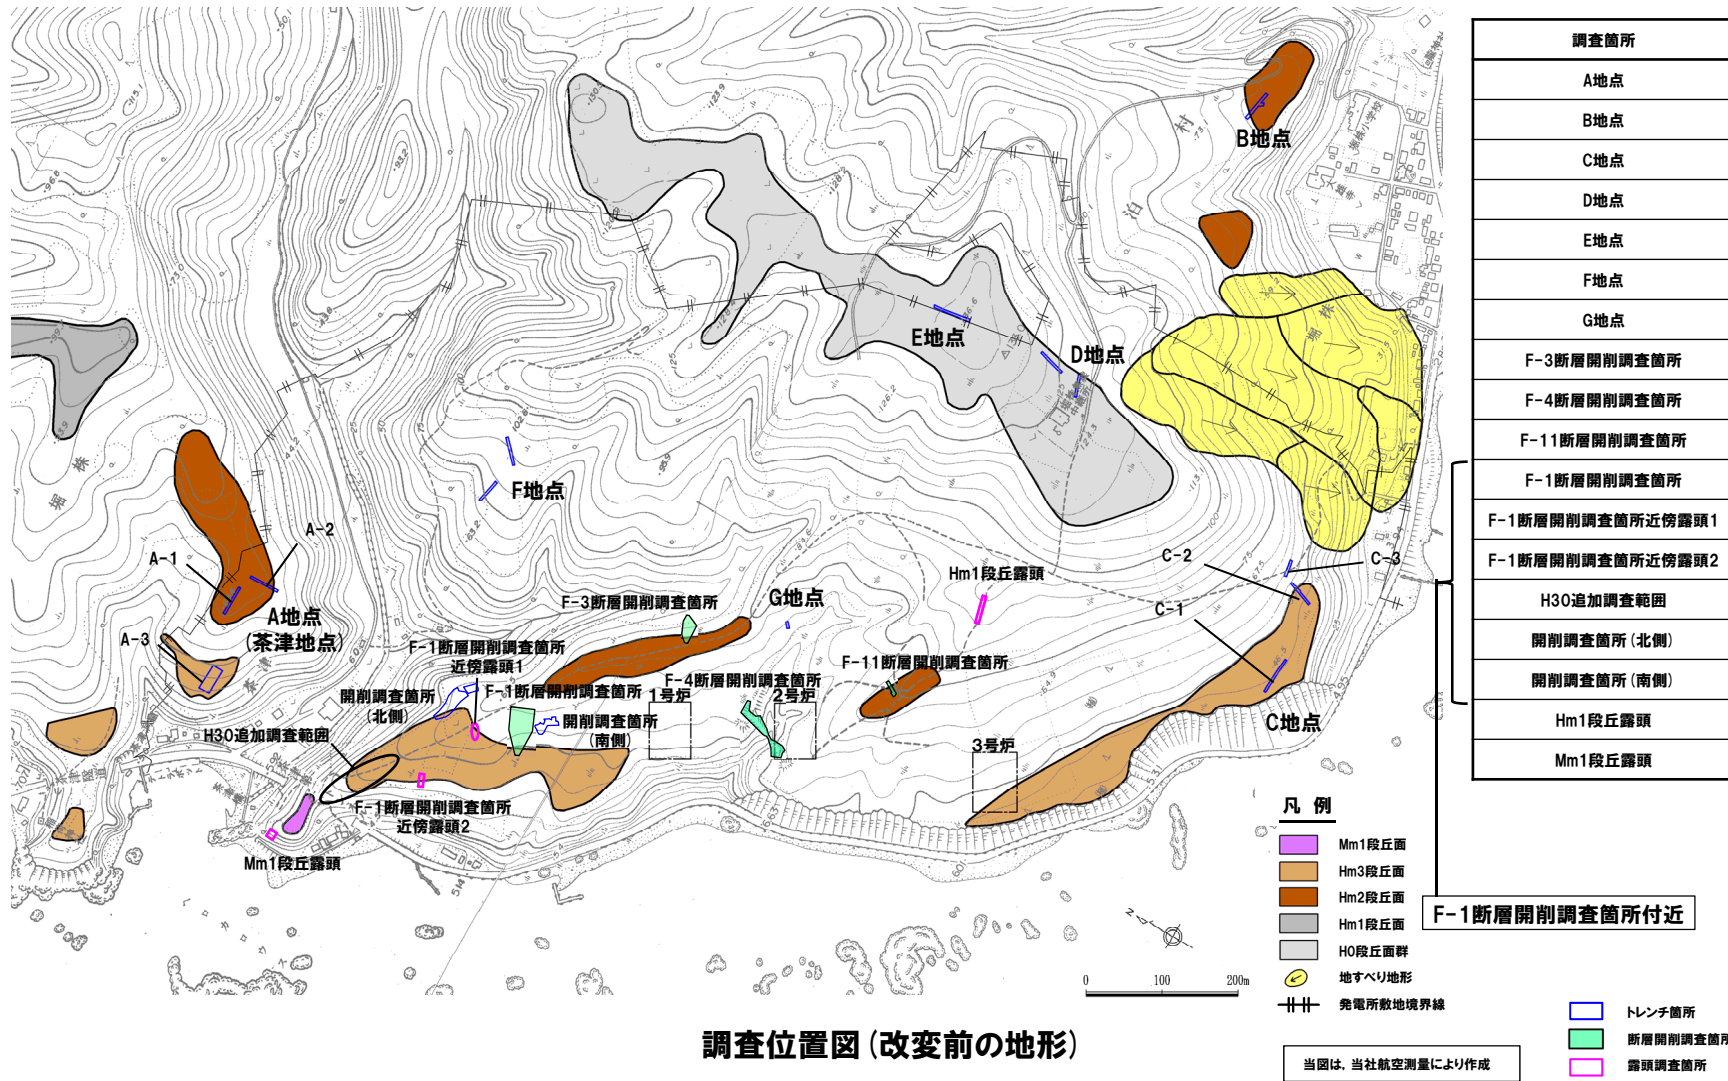 調査箇所
A地点
B地点
C地点
D地点
E地点
F地点
G地点
F-3断層開削調査箇所
F-4断層開削調査箇所
F-11断層開削調査箇所
F-1断層開削調査箇所
F-1断層開削調査箇所近傍露頭1
F-1断層開削調査箇所近傍露頭2
H30追加調査範囲
開削調査箇所(北側)
開削調査箇所(南側)
Hm1段丘露頭
Mm1段丘露頭
F-1断層開削調査箇所付近
B地点
村
泊
E地点
D地点
F地点
堀
株
A-2
A-1
A地点
(茶津地点)
A-3
C-2
C-3
C-1
C地点
Hm1段丘露頭
G地点
F-3断層開削調査箇所
F-1断層開削調査箇所
近傍露頭1
F-11断層開削調査箇所
F-4断層開削調査箇所
F-1断層開削調査箇所
開削調査箇所
(北側)
1号炉
2号炉
開削調査箇所
(南側)
H30追加調査範囲
3号炉
F-1断層開削調査箇所
近傍露頭2
Mm1段丘露頭
凡 例
Mm1段丘面
Hm3段丘面
Hm2段丘面
Hm1段丘面
H0段丘面群
地すべり地形
発電所敷地境界線
0 100 200m
トレンチ箇所
断層開削調査箇所
露頭調査箇所
調査位置図(改変前の地形)
当図は,当社航空測量により作成